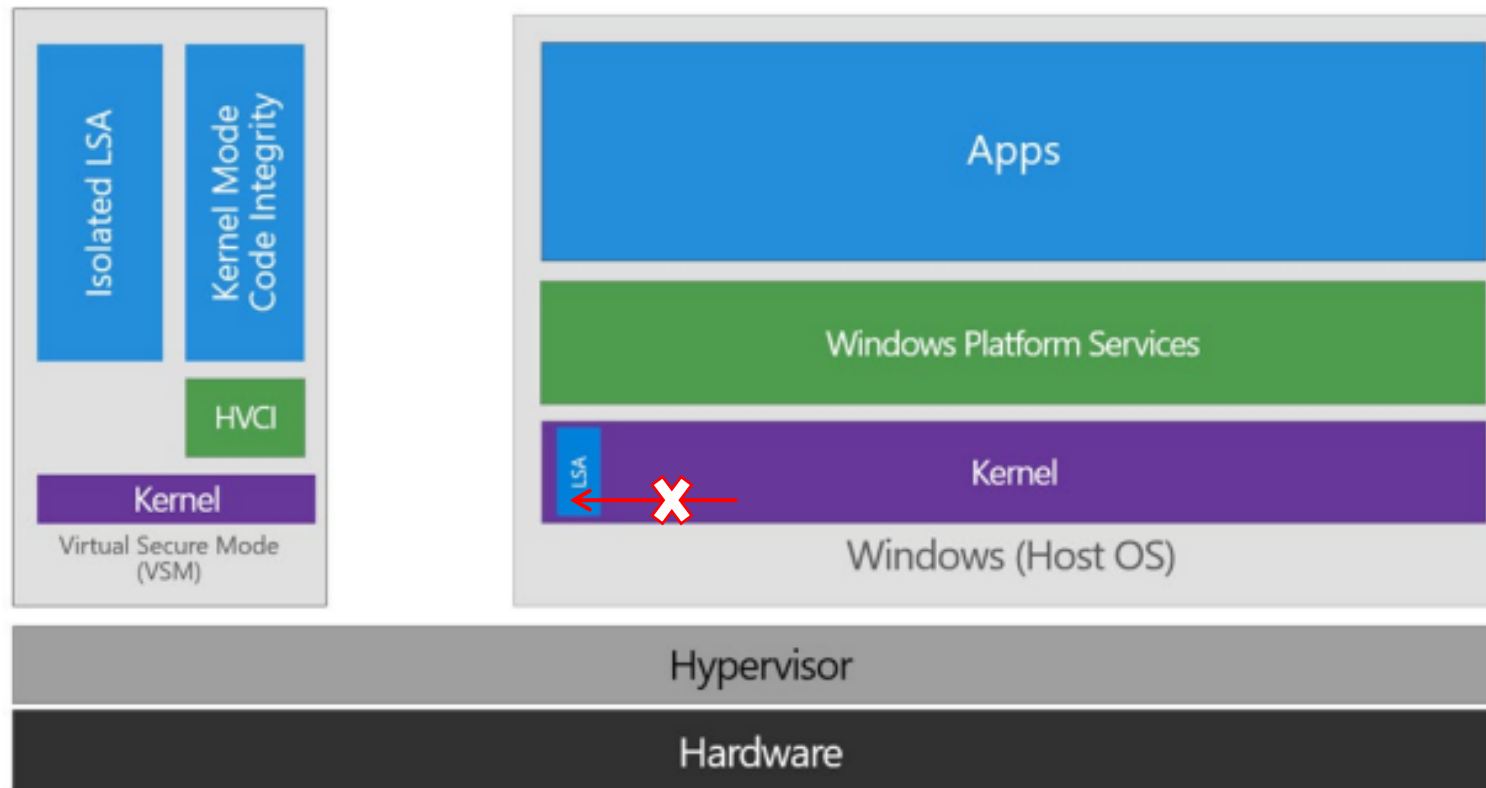 Isolated LSA
Kernel Mode
Code Integrity
HVCI
Kernel
Virtual Secure Mode
(VSM)
Apps
Windows Platform Services
LSA
Kernel
Windows (Host OS)
Hypervisor
Hardware